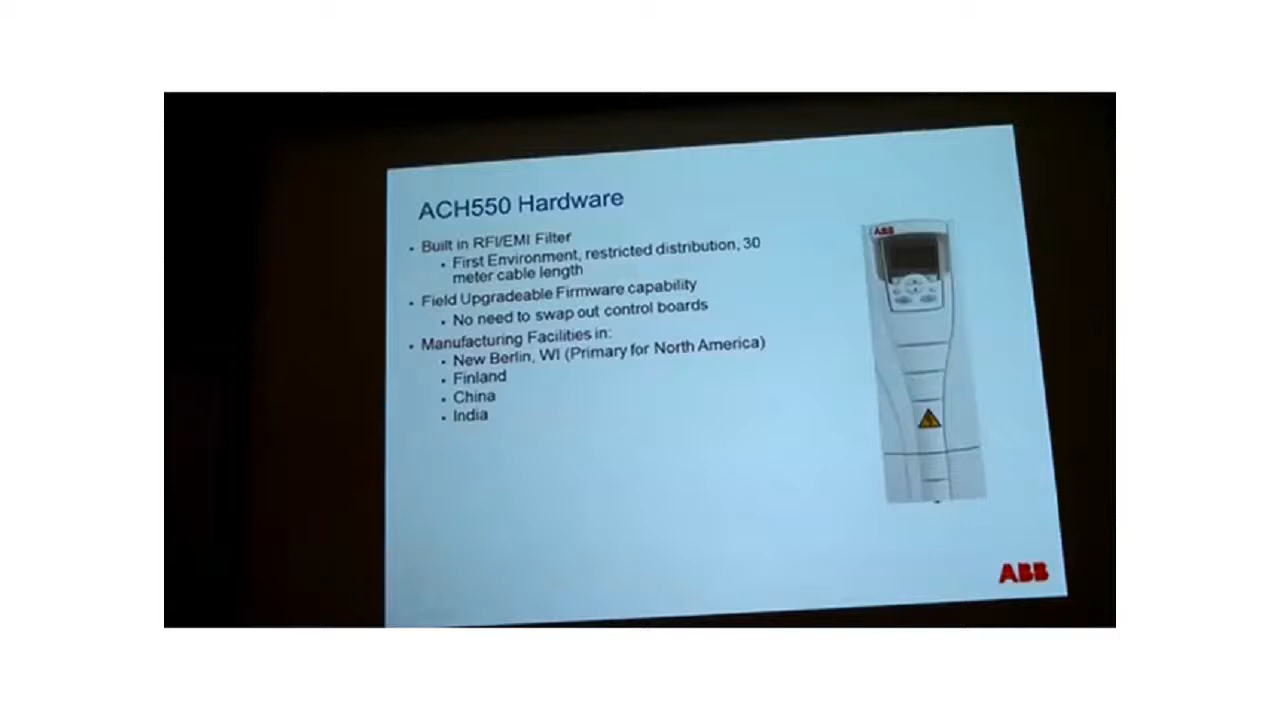 ACH550 Hardware
• Built in RFI/EMI Filter
• First Environment, restricted distribution, 30
meter cable length
• Field Upgradeable Firmware capability
• No need to swap out control boards
• Manufacturing Facilities in:
• New Berlin, WI (Primary for North America)
• Finland
• China
• India
ABB
ABB